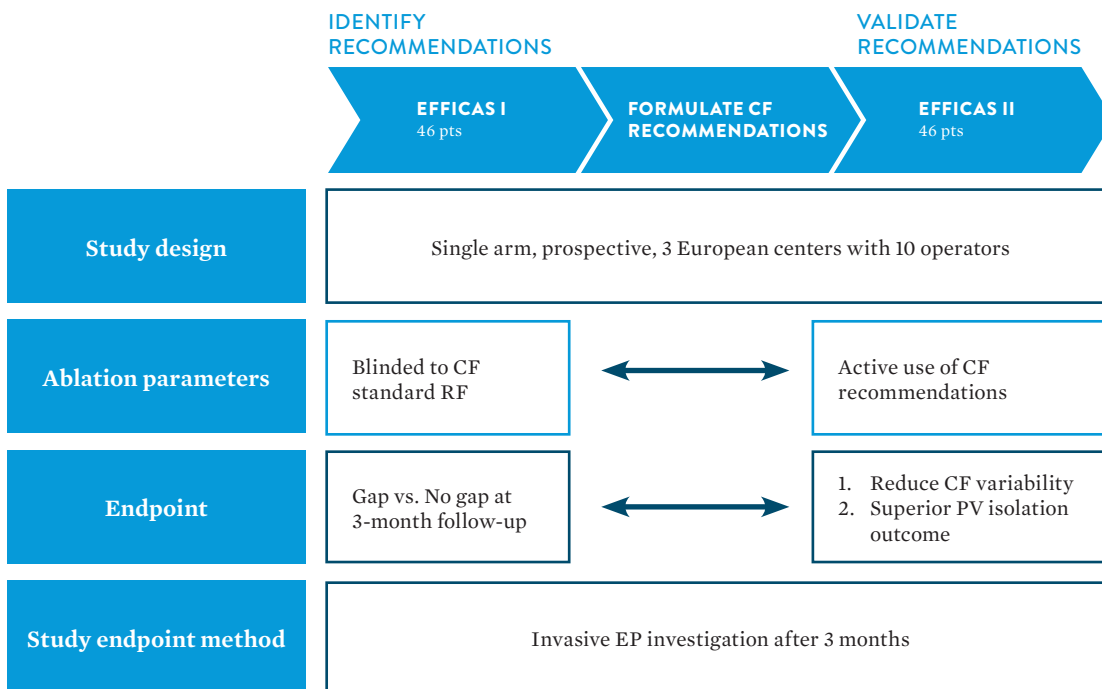 IDENTIFY
RECOMMENDATIONS
VALIDATE
RECOMMENDATIONS
EFFICAS I
46 pts
FORMULATE CF
RECOMMENDATIONS
EFFICAS II
46 pts
Study design
Single arm, prospective, 3 European centers with 10 operators
Ablation parameters
Blinded to CF
standard RF
Active use of CF
recommendations
Endpoint
Gap vs. No gap at
3-month follow-up
1. Reduce CF variability
2. Superior PV isolation
outcome
Study endpoint method
Invasive EP investigation after 3 months